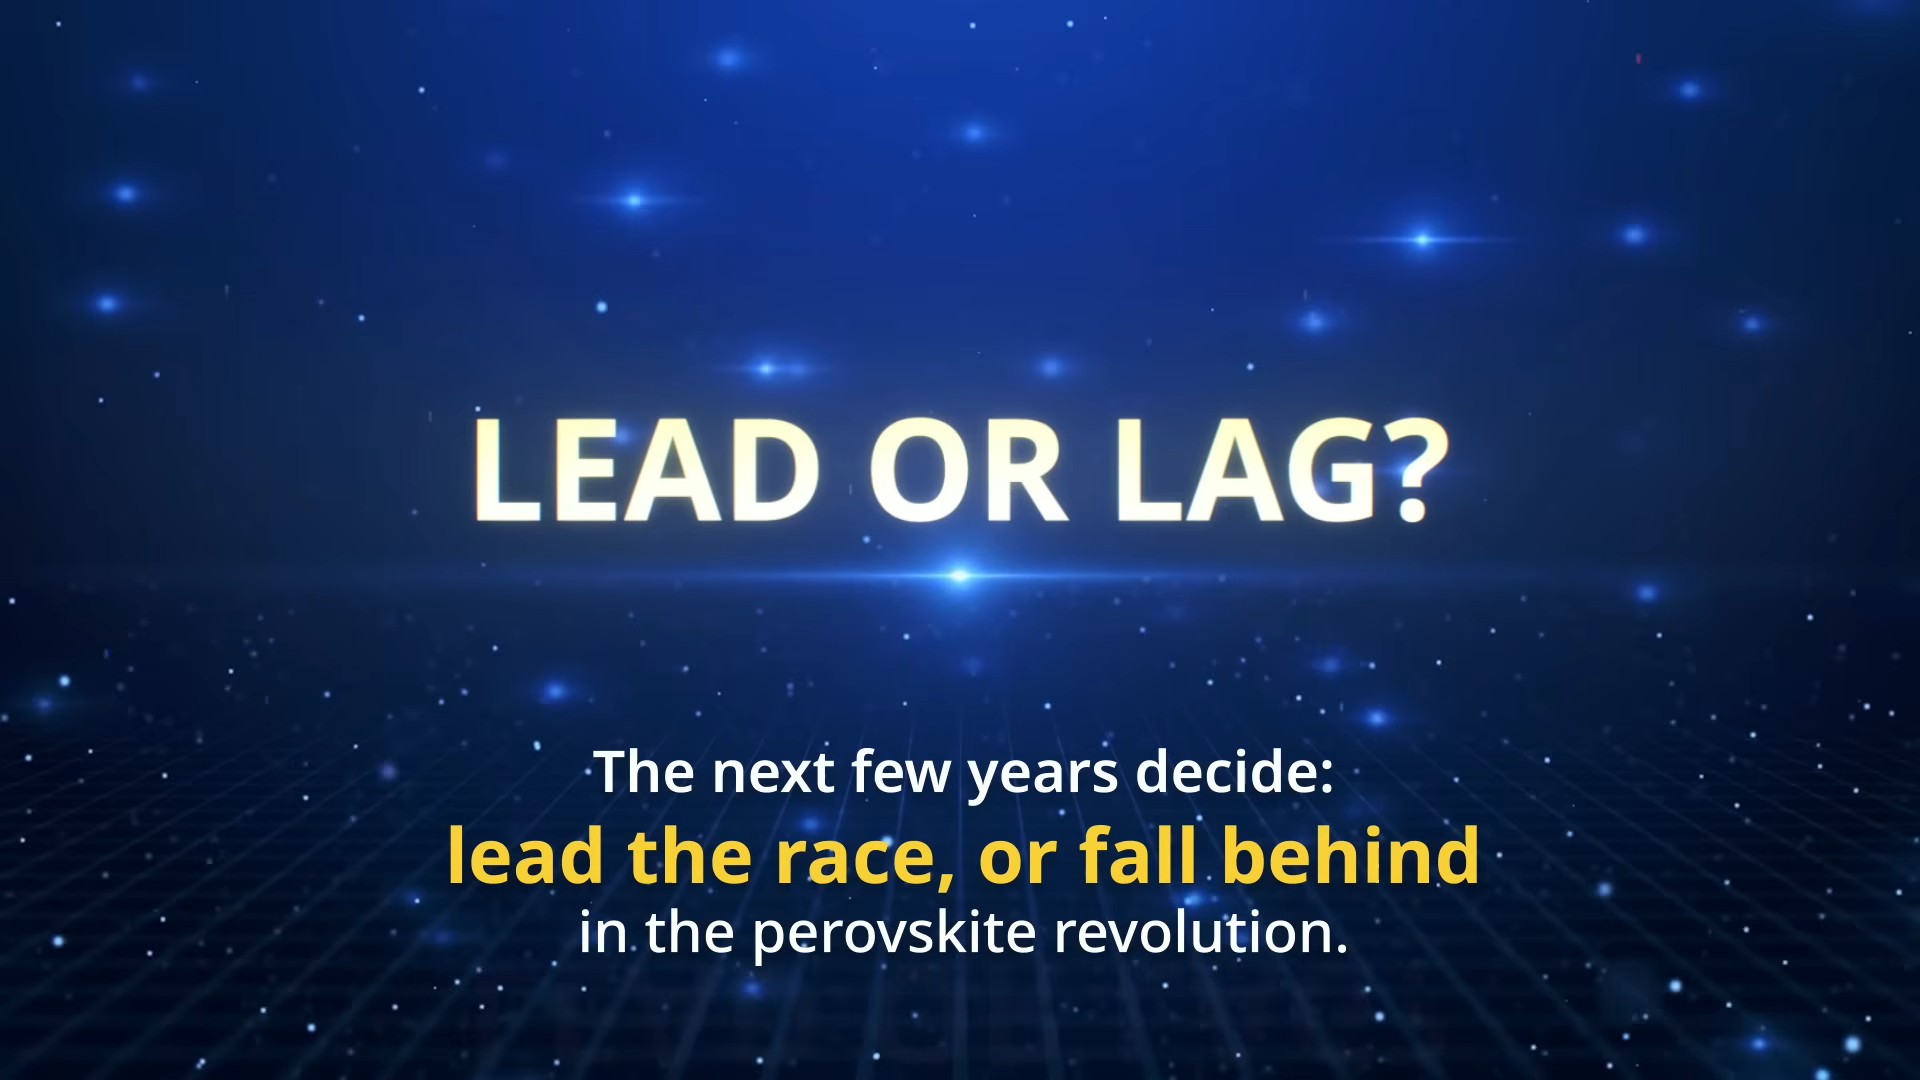 LEAD OR LAG?
The next few years decide:
lead the race, or fall behind
in the perovskite revolution.